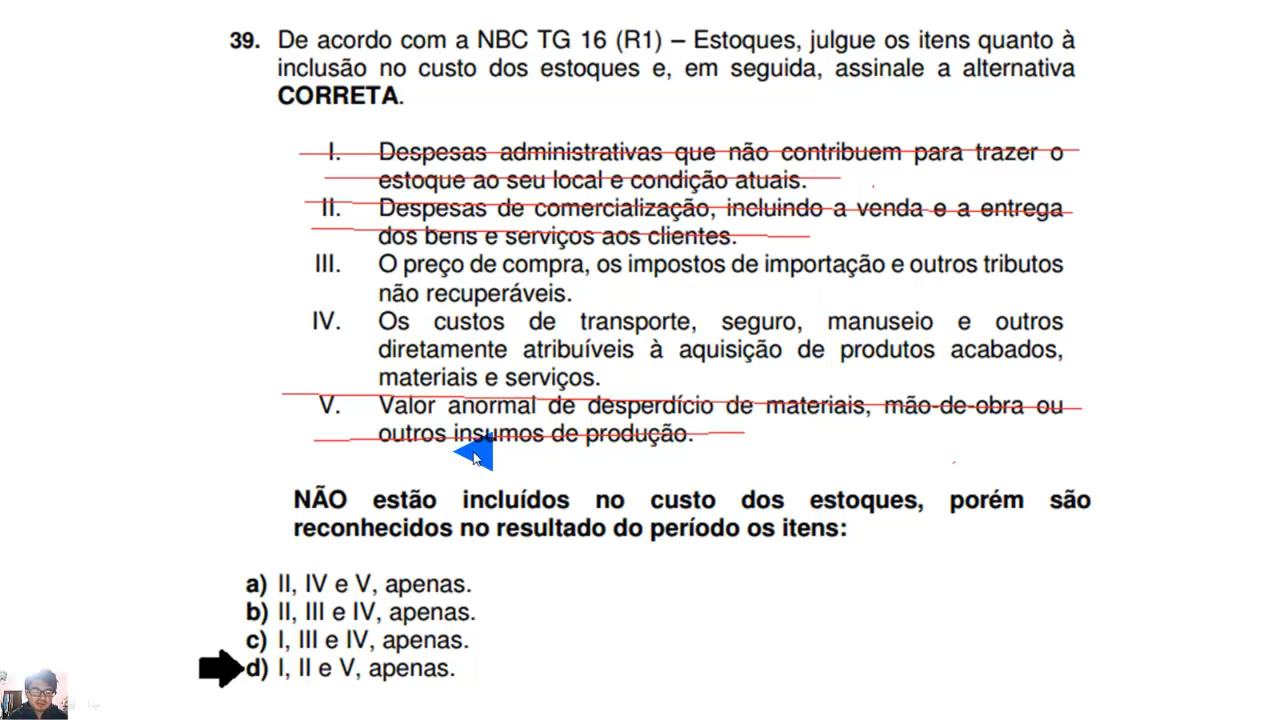 39. De acordo com a NBC TG 16 (R1) – Estoques, julgue os itens quanto à
inclusão no custo dos estoques e, em seguida, assinale a alternativa
CORRETA.
I. Despesas administrativas que não contribuem para trazer o
estoque ao seu local e condição atuais.
II. Despesas de comercialização, incluindo a venda e a entrega
dos bens e serviços aos clientes.
III. O preço de compra, os impostos de importação e outros tributos
não recuperáveis.
IV. Os custos de transporte, seguro, manuseio e outros
diretamente atribuíveis à aquisição de produtos acabados,
materiais e serviços.
V. Valor anormal de desperdício de materiais, mão-de-obra ou
outros insumos de produção.
NÃO estão incluídos no custo dos estoques, porém são
reconhecidos no resultado do período os itens:
a) II, IV e V, apenas.
b) II, III e IV, apenas.
c) I, III e IV, apenas.
d) I, II e V, apenas.